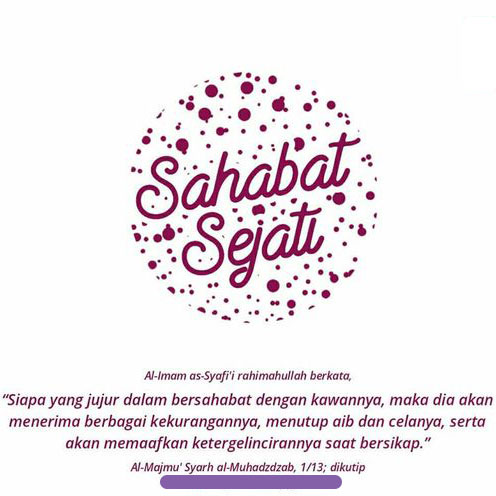 Sahabat
Sejati
Al-Imam as-Syafi'i rahimahullah berkata,
“Siapa yang jujur dalam bersahabat dengan kawannya, maka dia akan
menerima berbagai kekurangannya, menutup aib dan celanya, serta
akan memaafkan ketergelincirannya saat bersikap.”
Al-Majmu' Syarh al-Muhadzdzab, 1/13; dikutip